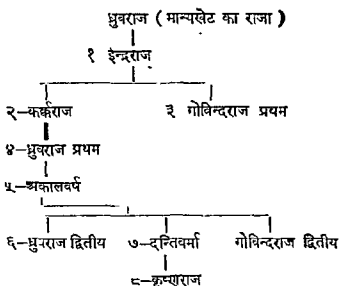 ध्रुवराज ( मान्यखेट का राजा )
१ ईन्द्रराज
२–कर्कराज ३ गोविन्दराज प्रथम
४–ध्रुवराज प्रथम
५–अकालवर्ष
६–ध्रुवराज द्वितीय ७–दन्तिवर्मा गोविन्दराज द्वितीय
८–कृष्णराज